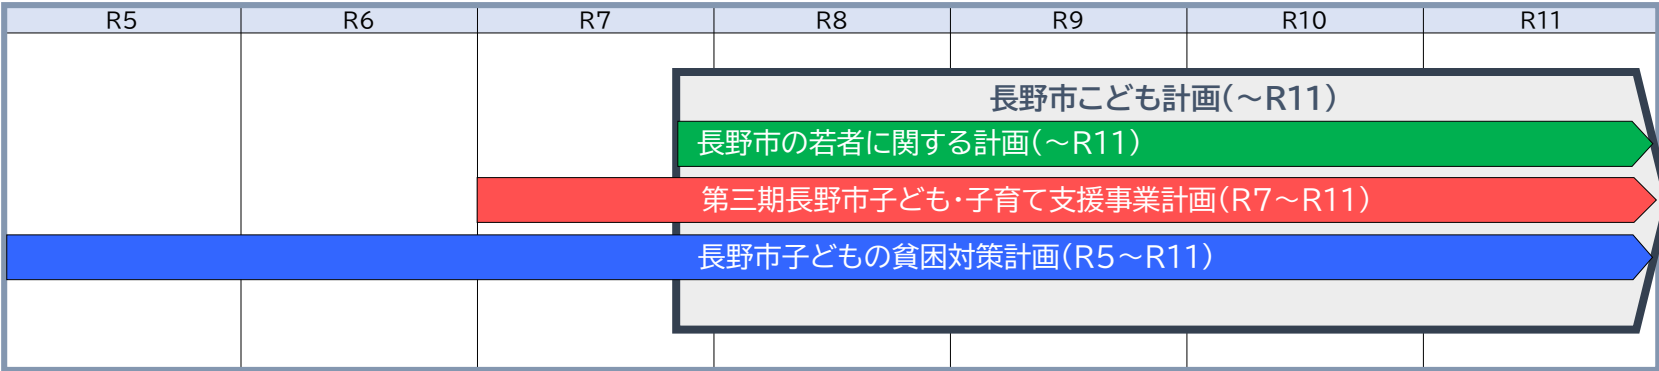 R5 R6 R7 R8 R9 R10 R11
長野市こども計画(～R11)
長野市の若者に関する計画(～R11)
第三期長野市子ども・子育て支援事業計画(R7～R11)
長野市子どもの貧困対策計画(R5～R11)